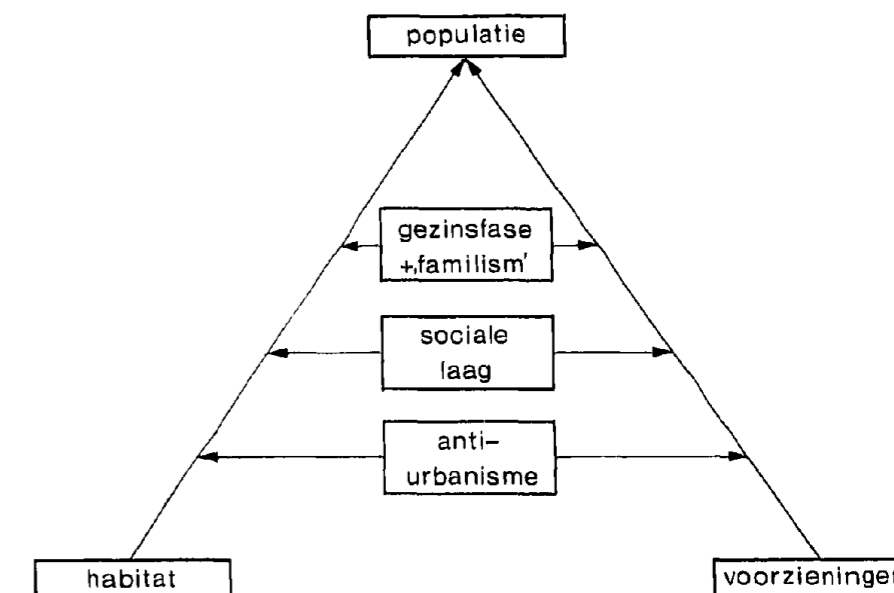 populatie
gezinsfase
+‚familism’
sociale
laag
anti–
urbanisme
habitat
voorzieningen